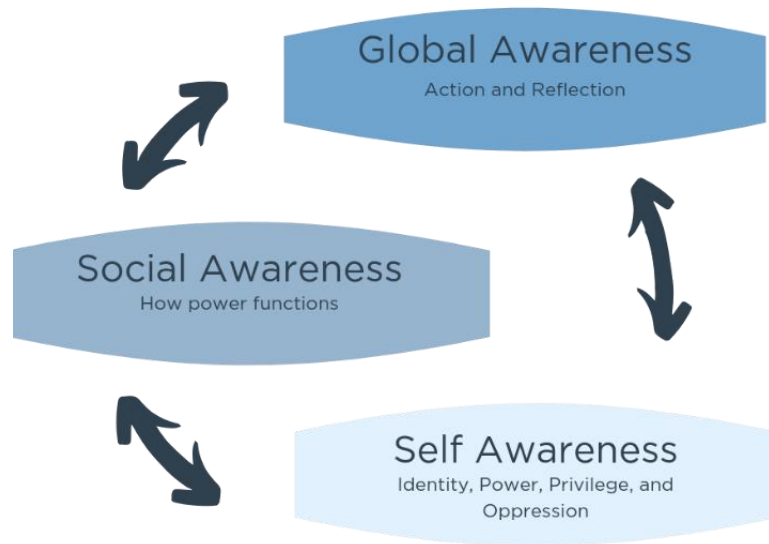 Global Awareness
Action and Reflection
Social Awareness
How power functions
Self Awareness
Identity, Power, Privilege, and
Oppression